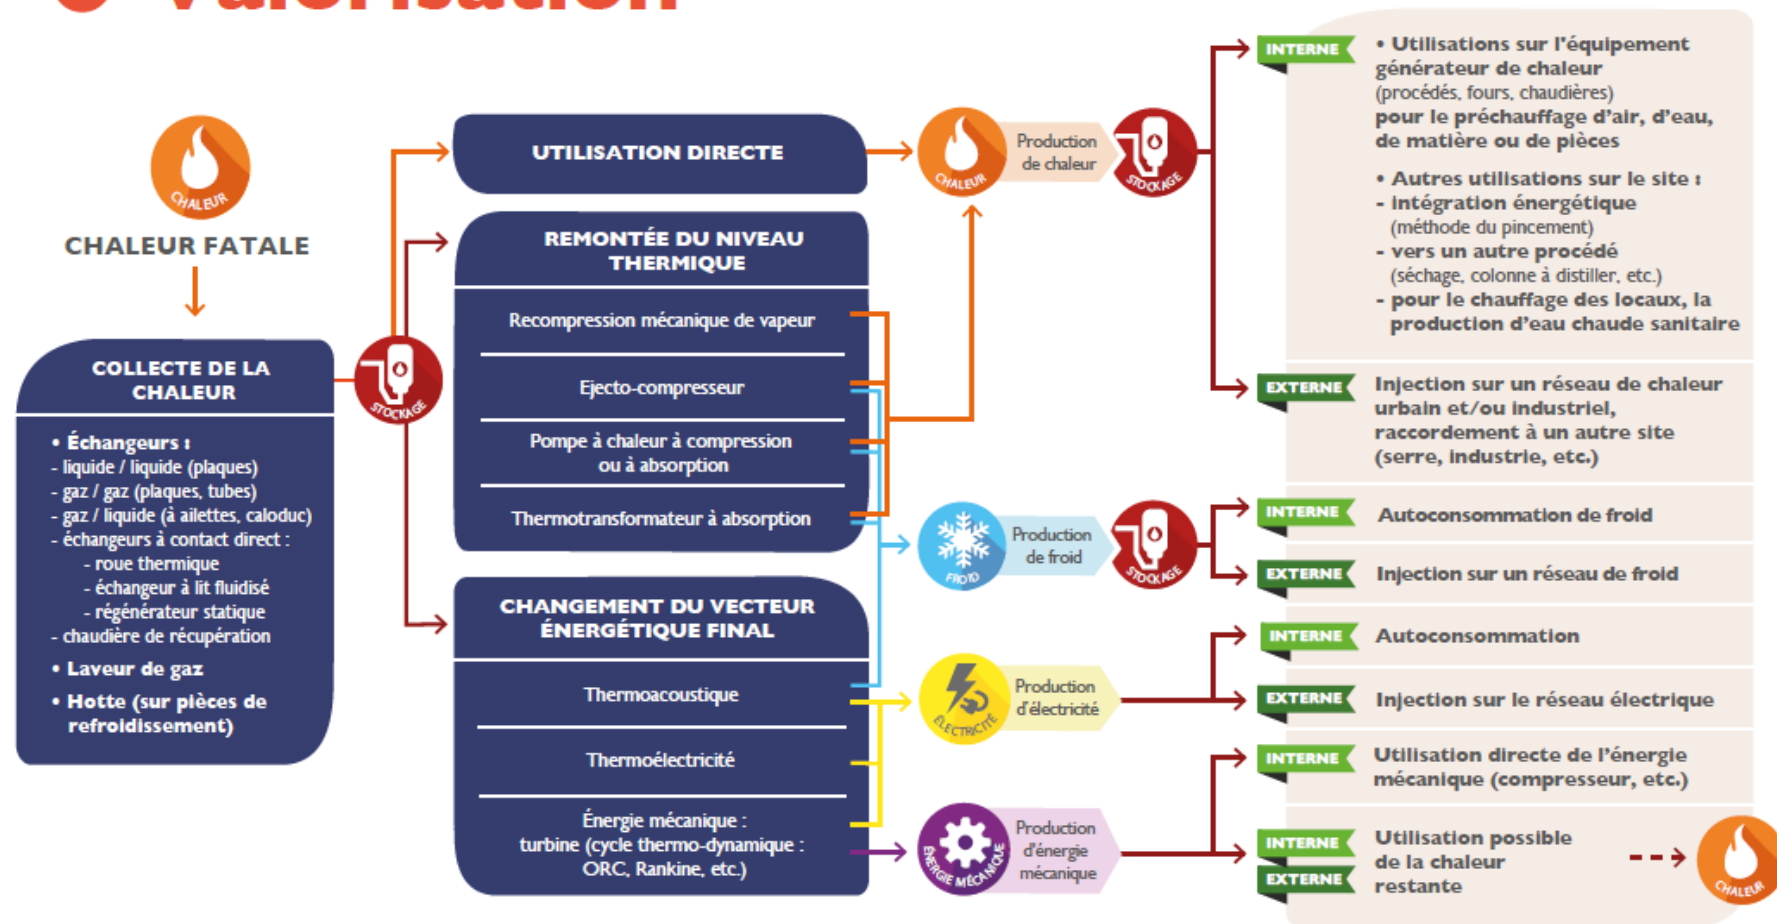 Valorisation
CHALEUR
CHALEUR FATALE
COLLECTE DE LA
CHALEUR
• Échangeurs :
- liquide / liquide (plaques)
- gaz / gaz (plaques, tubes)
- gaz / liquide (à ailettes, caloduc)
- échangeurs à contact direct :
- roue thermique
- échangeur à lit fluidisé
- régénérateur statique
- chaudière de récupération
• Laveur de gaz
• Hotte (sur pièces de
refroidissement)
STOCKAGE
UTILISATION DIRECTE
REMONTÉE DU NIVEAU
THERMIQUE
Recompression mécanique de vapeur
Ejecto-compresseur
Pompe à chaleur à compression
ou à absorption
Thermotransformateur à absorption
CHANGEMENT DU VECTEUR
ÉNERGÉTIQUE FINAL
Thermoacoustique
Thermoélectricité
Énergie mécanique :
turbine (cycle thermo-dynamique :
ORC, Rankine, etc.)
CHALEUR
Production
de chaleur
STOCKAGE
FROID
Production
de froid
STOCKAGE
ÉLECTRICITÉ
Production
d'électricité
ÉNERGIE MÉCANIQUE
Production
d'énergie
mécanique
INTERNE
• Utilisations sur l'équipement
générateur de chaleur
(procédés, fours, chaudières)
pour le préchauffage d'air, d'eau,
de matière ou de pièces
• Autres utilisations sur le site :
- intégration énergétique
(méthode du pincement)
- vers un autre procédé
(séchage, colonne à distiller, etc.)
- pour le chauffage des locaux, la
production d'eau chaude sanitaire
EXTERNE
Injection sur un réseau de chaleur
urbain et/ou industriel,
raccordement à un autre site
(serre, industrie, etc.)
INTERNE
Autoconsommation de froid
EXTERNE
Injection sur un réseau de froid
INTERNE
Autoconsommation
EXTERNE
Injection sur le réseau électrique
INTERNE
Utilisation directe de l'énergie
mécanique (compresseur, etc.)
INTERNE
EXTERNE
Utilisation possible
de la chaleur
restante
CHALEUR